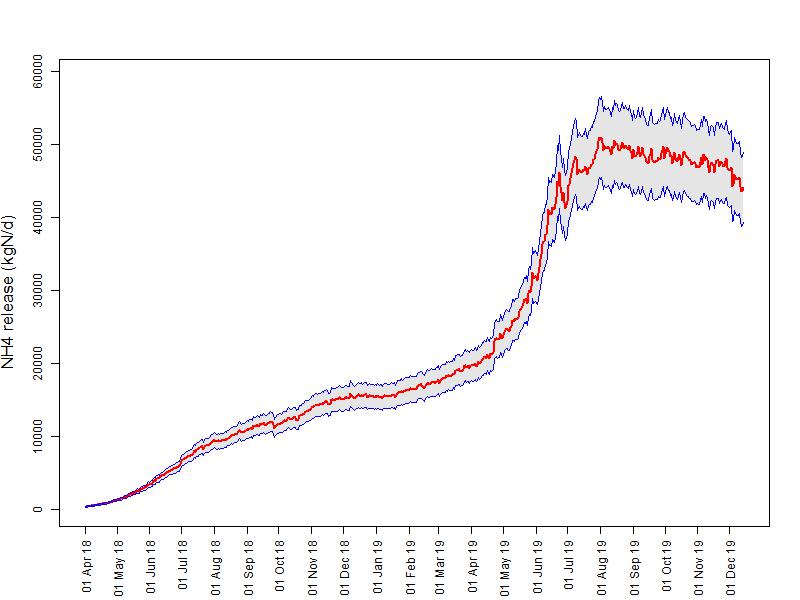 NH4 release (kgN/d)
60000
50000
40000
30000
20000
10000
0
01 Apr 18
01 May 18
01 Jun 18
01 Jul 18
01 Aug 18
01 Sep 18
01 Oct 18
01 Nov 18
01 Dec 18
01 Jan 19
01 Feb 19
01 Mar 19
01 Apr 19
01 May 19
01 Jun 19
01 Jul 19
01 Aug 19
01 Sep 19
01 Oct 19
01 Nov 19
01 Dec 19